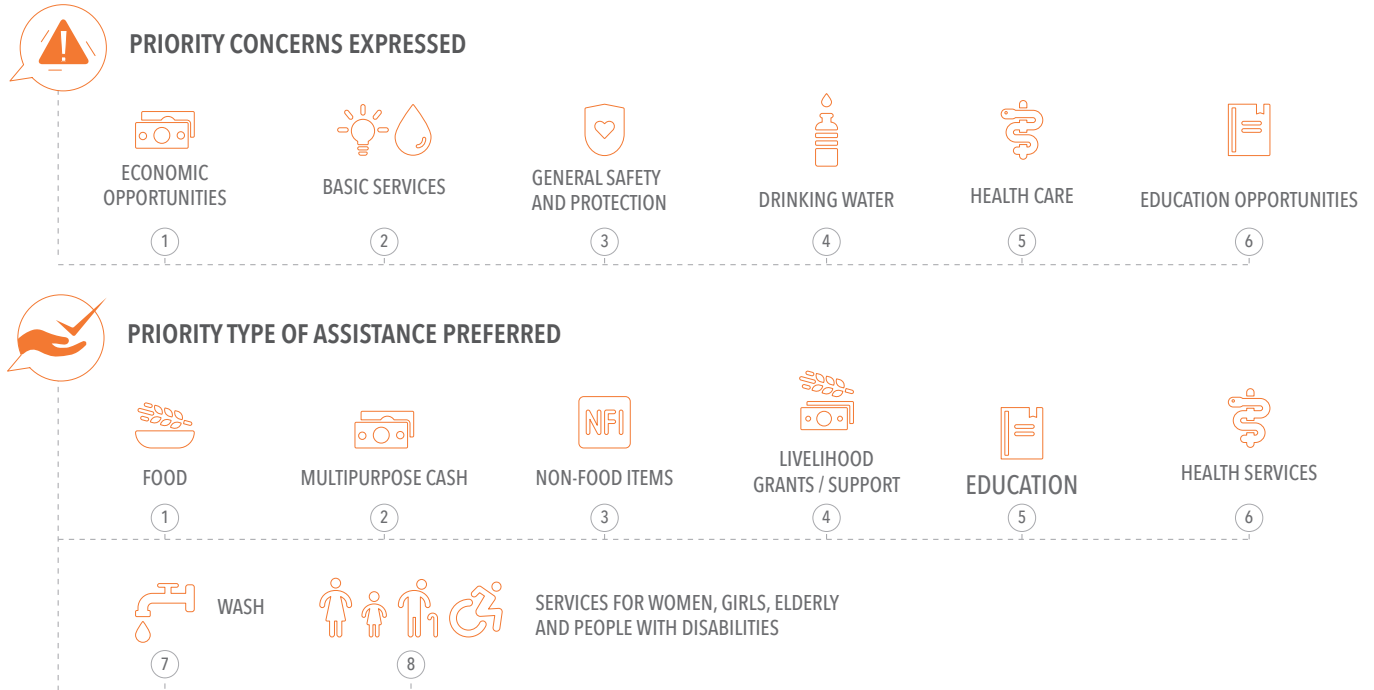 PRIORITY CONCERNS EXPRESSED
ECONOMIC
OPPORTUNITIES
1
BASIC SERVICES
2
GENERAL SAFETY
AND PROTECTION
3
DRINKING WATER
4
HEALTH CARE
5
EDUCATION OPPORTUNITIES
6
PRIORITY TYPE OF ASSISTANCE PREFERRED
FOOD
1
MULTIPURPOSE CASH
2
NFI
NON-FOOD ITEMS
3
LIVELIHOOD
GRANTS / SUPPORT
4
EDUCATION
5
HEALTH SERVICES
6
WASH
7
SERVICES FOR WOMEN, GIRLS, ELDERLY
AND PEOPLE WITH DISABILITIES
8